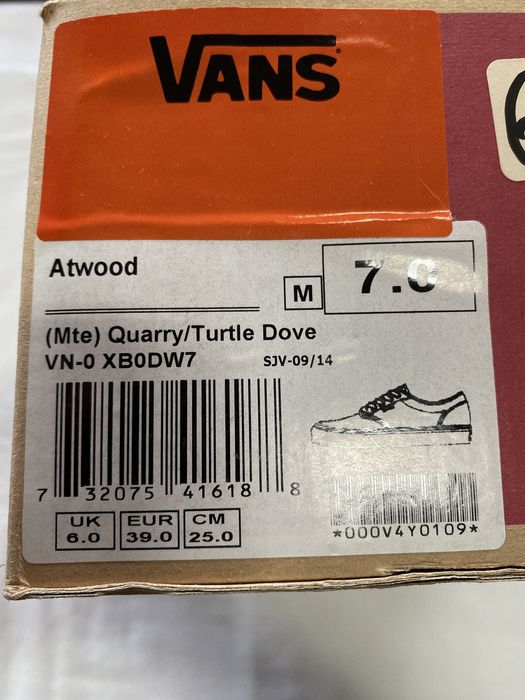 VANS
Atwood
M
7.0
(Mte) Quarry/Turtle Dove
VN-0 XB0DW7
SJV-09/14
7 32075 41618 8
UK
6.0
EUR
39.0
CM
25.0
*000V4Y0109*